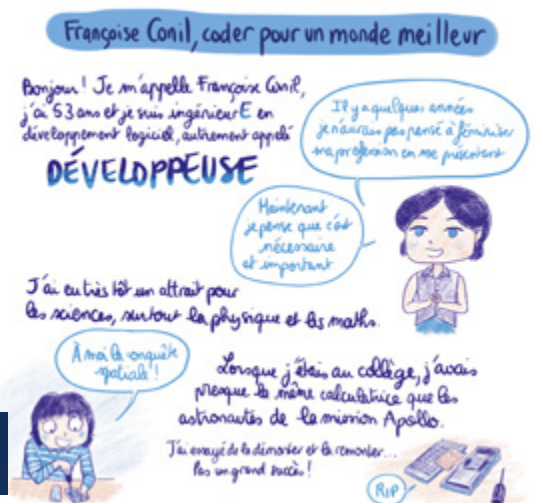 Françoise Conil, coder pour un monde meilleur
Bonjour ! Je m'appelle Françoise Conil,
j'ai 53 ans et je suis ingénieurE en
développement logiciel, autrement appelé
DÉVELOPPEUSE
Il y a quelques années
je n'aurais pas pensé à féminiser
ma profession en me présentant
Maintenant
je pense que c'est
nécessaire
et important
J'ai eu très tôt un attrait pour
les sciences, surtout la physique et les maths.
À moi la conquête
spatiale !
Lorsque j'étais au collège, j'avais
presque la même calculatrice que les
astronautes de la mission Apollo.
J'ai essayé de la démonter et la remonter...
Pas un grand succès !
RIP